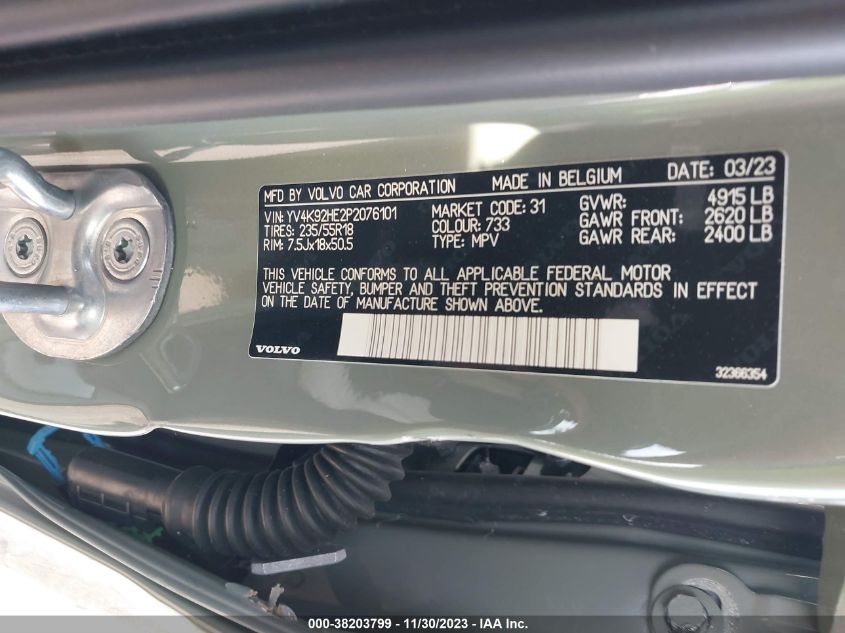 MFD BY VOLVO CAR CORPORATION MADE IN BELGIUM DATE: 03/23
VIN: YV4K92HE2P2076101 MARKET CODE: 31 GVWR: 4915 LB
TIRES: 235/55R18 COLOUR: 733 GAWR FRONT: 2620 LB
RIM: 7.5Jx18x50.5 TYPE: MPV GAWR REAR: 2400 LB
THIS VEHICLE CONFORMS TO ALL APPLICABLE FEDERAL MOTOR
VEHICLE SAFETY, BUMPER AND THEFT PREVENTION STANDARDS IN EFFECT
ON THE DATE OF MANUFACTURE SHOWN ABOVE.
VOLVO
32366354
000-38203799 - 11/30/2023 - IAA Inc.